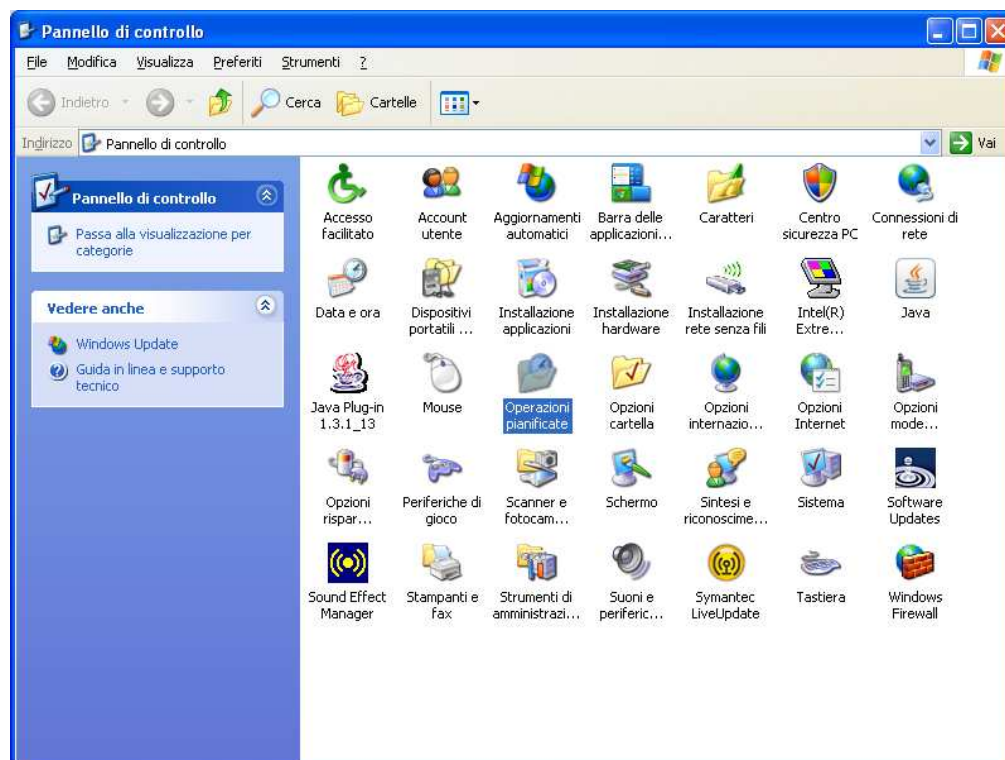 Pannello di controllo
File Modifica Visualizza Preferiti Strumenti ?
Indietro Cerca Cartelle
Indirizzo Pannello di controllo Vai
Pannello di controllo
Passa alla visualizzazione per
categorie
Vedere anche
Windows Update
Guida in linea e supporto
tecnico
Accesso
facilitato
Account
utente
Aggiornamenti
automatici
Barra delle
applicazioni...
Caratteri
Centro
sicurezza PC
Connessioni di
rete
Data e ora
Dispositivi
portatili ...
Installazione
applicazioni
Installazione
hardware
Installazione
rete senza fili
Intel(R)
Extre...
Java
Java Plug-in
1.3.1_13
Mouse
Operazioni
pianificate
Opzioni
cartella
Opzioni
internazio...
Opzioni
Internet
Opzioni
mode...
Opzioni
rispar...
Periferiche di
gioco
Scanner e
fotocam...
Schermo
Sintesi e
riconoscime...
Sistema
Software
Updates
Sound Effect
Manager
Stampanti e
fax
Strumenti di
amministrazi...
Suoni e
periferic...
Symantec
LiveUpdate
Tastiera
Windows
Firewall